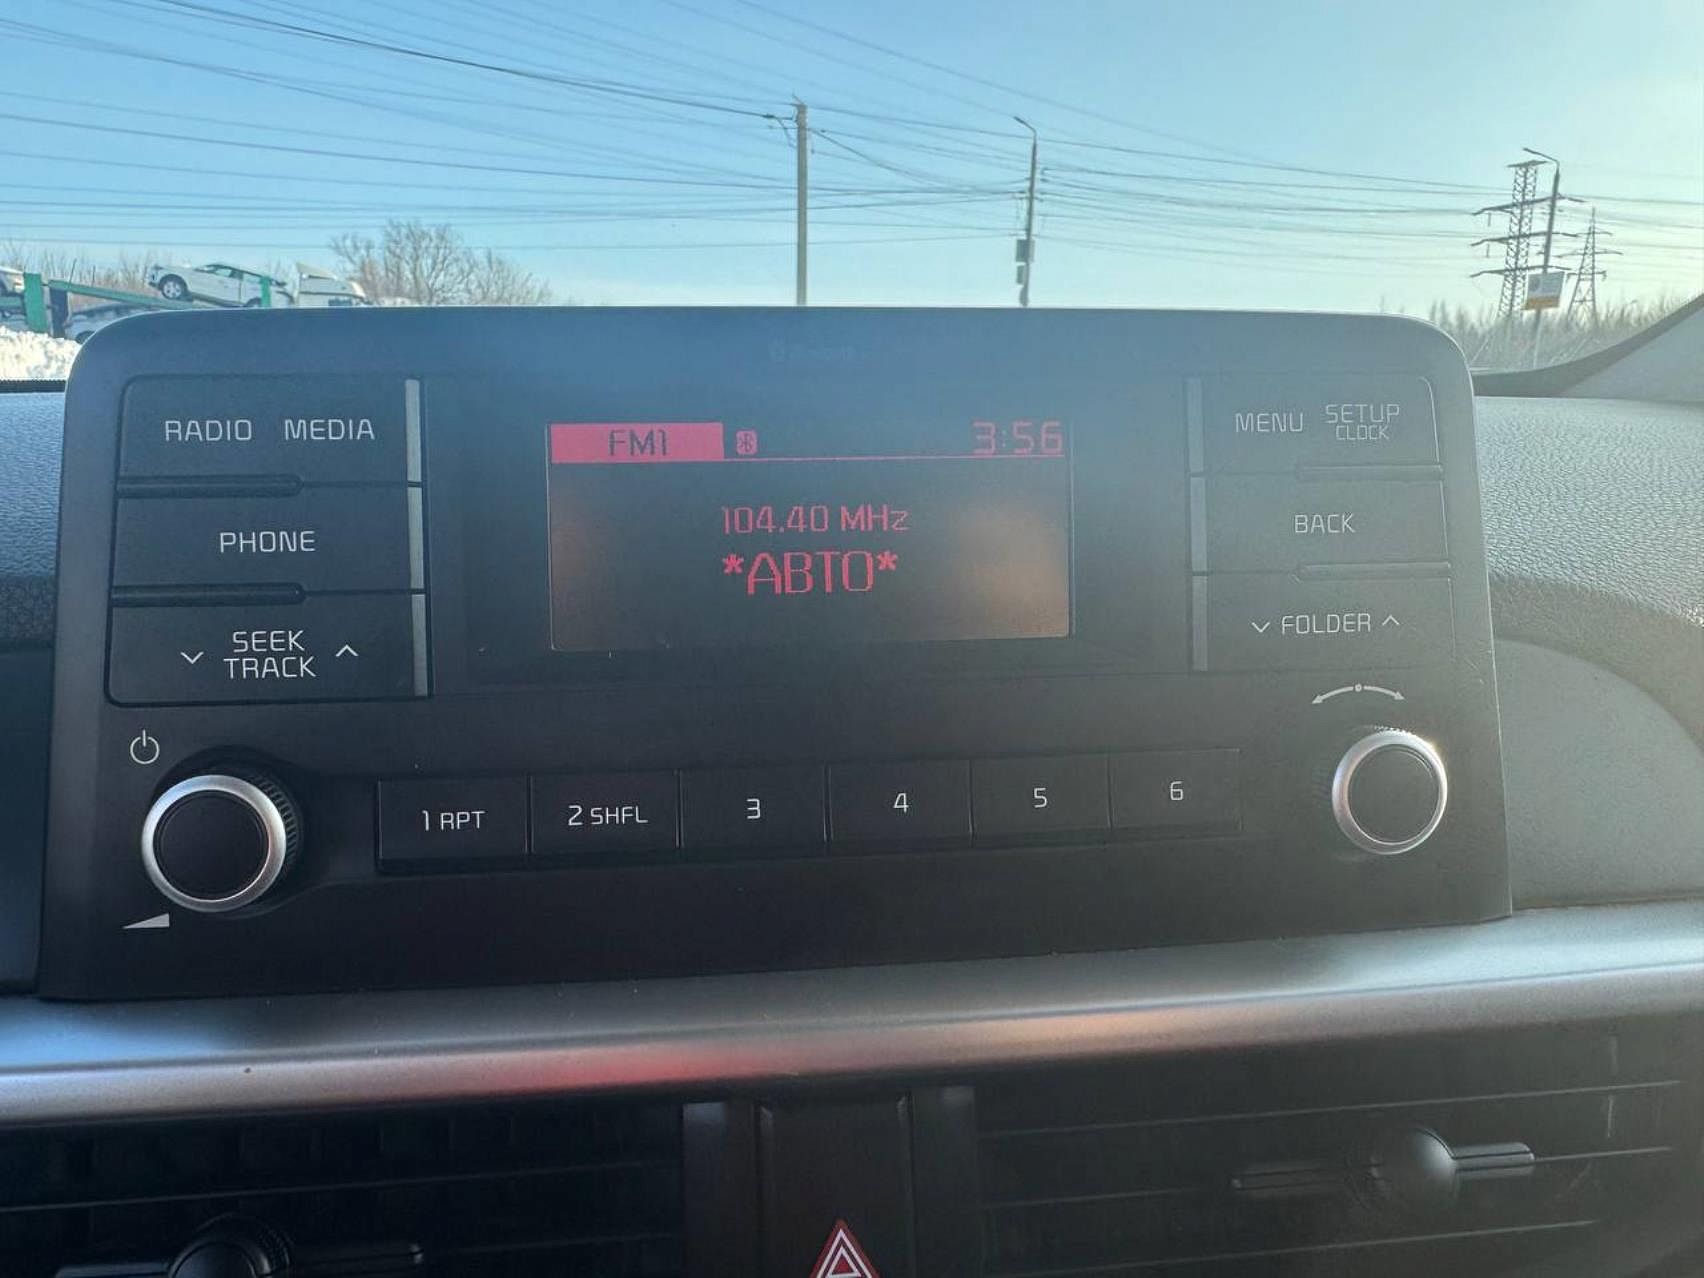 RADIO MEDIA
PHONE
SEEK
TRACK
FM1 3:56
104.40 MHz
*АВТО*
MENU SETUP
CLOCK
BACK
FOLDER
1 RPT 2 SHFL 3 4 5 6